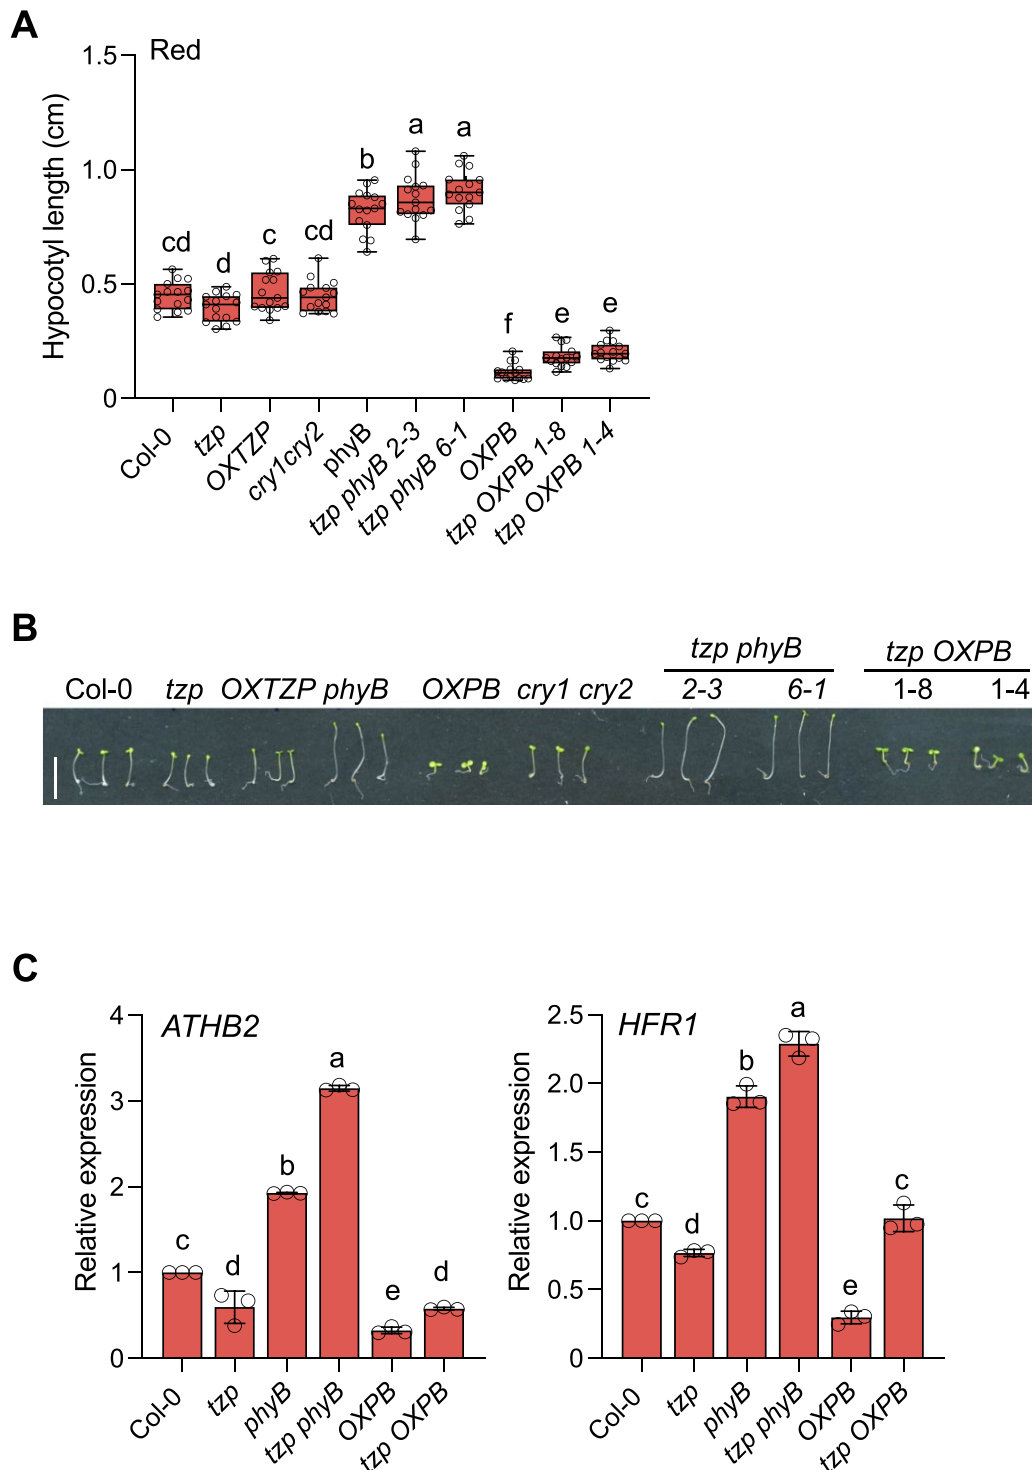 A
Red
1.5
1.0
0.5
0
Hypocotyl length (cm)
cd
d
c
cd
b
a
a
f
e
e
Col-0
tzp
OXTZP
cry1cry2
phyB
tzp phyB 2-3
tzp phyB 6-1
OXPB
tzp OXPB 1-8
tzp OXPB 1-4
B
tzp phyB tzp OXPB
Col-0 tzp OXTZP phyB OXPB cry1 cry2 2-3 6-1 1-8 1-4
C
ATHB2
4
3
2
1
0
Relative expression
c
d
b
a
e
d
Col-0
tzp
phyB
tzp phyB
OXPB
tzp OXPB
HFR1
2.5
2.0
1.5
1.0
0.5
0
Relative expression
c
d
b
a
e
c
Col-0
tzp
phyB
tzp phyB
OXPB
tzp OXPB